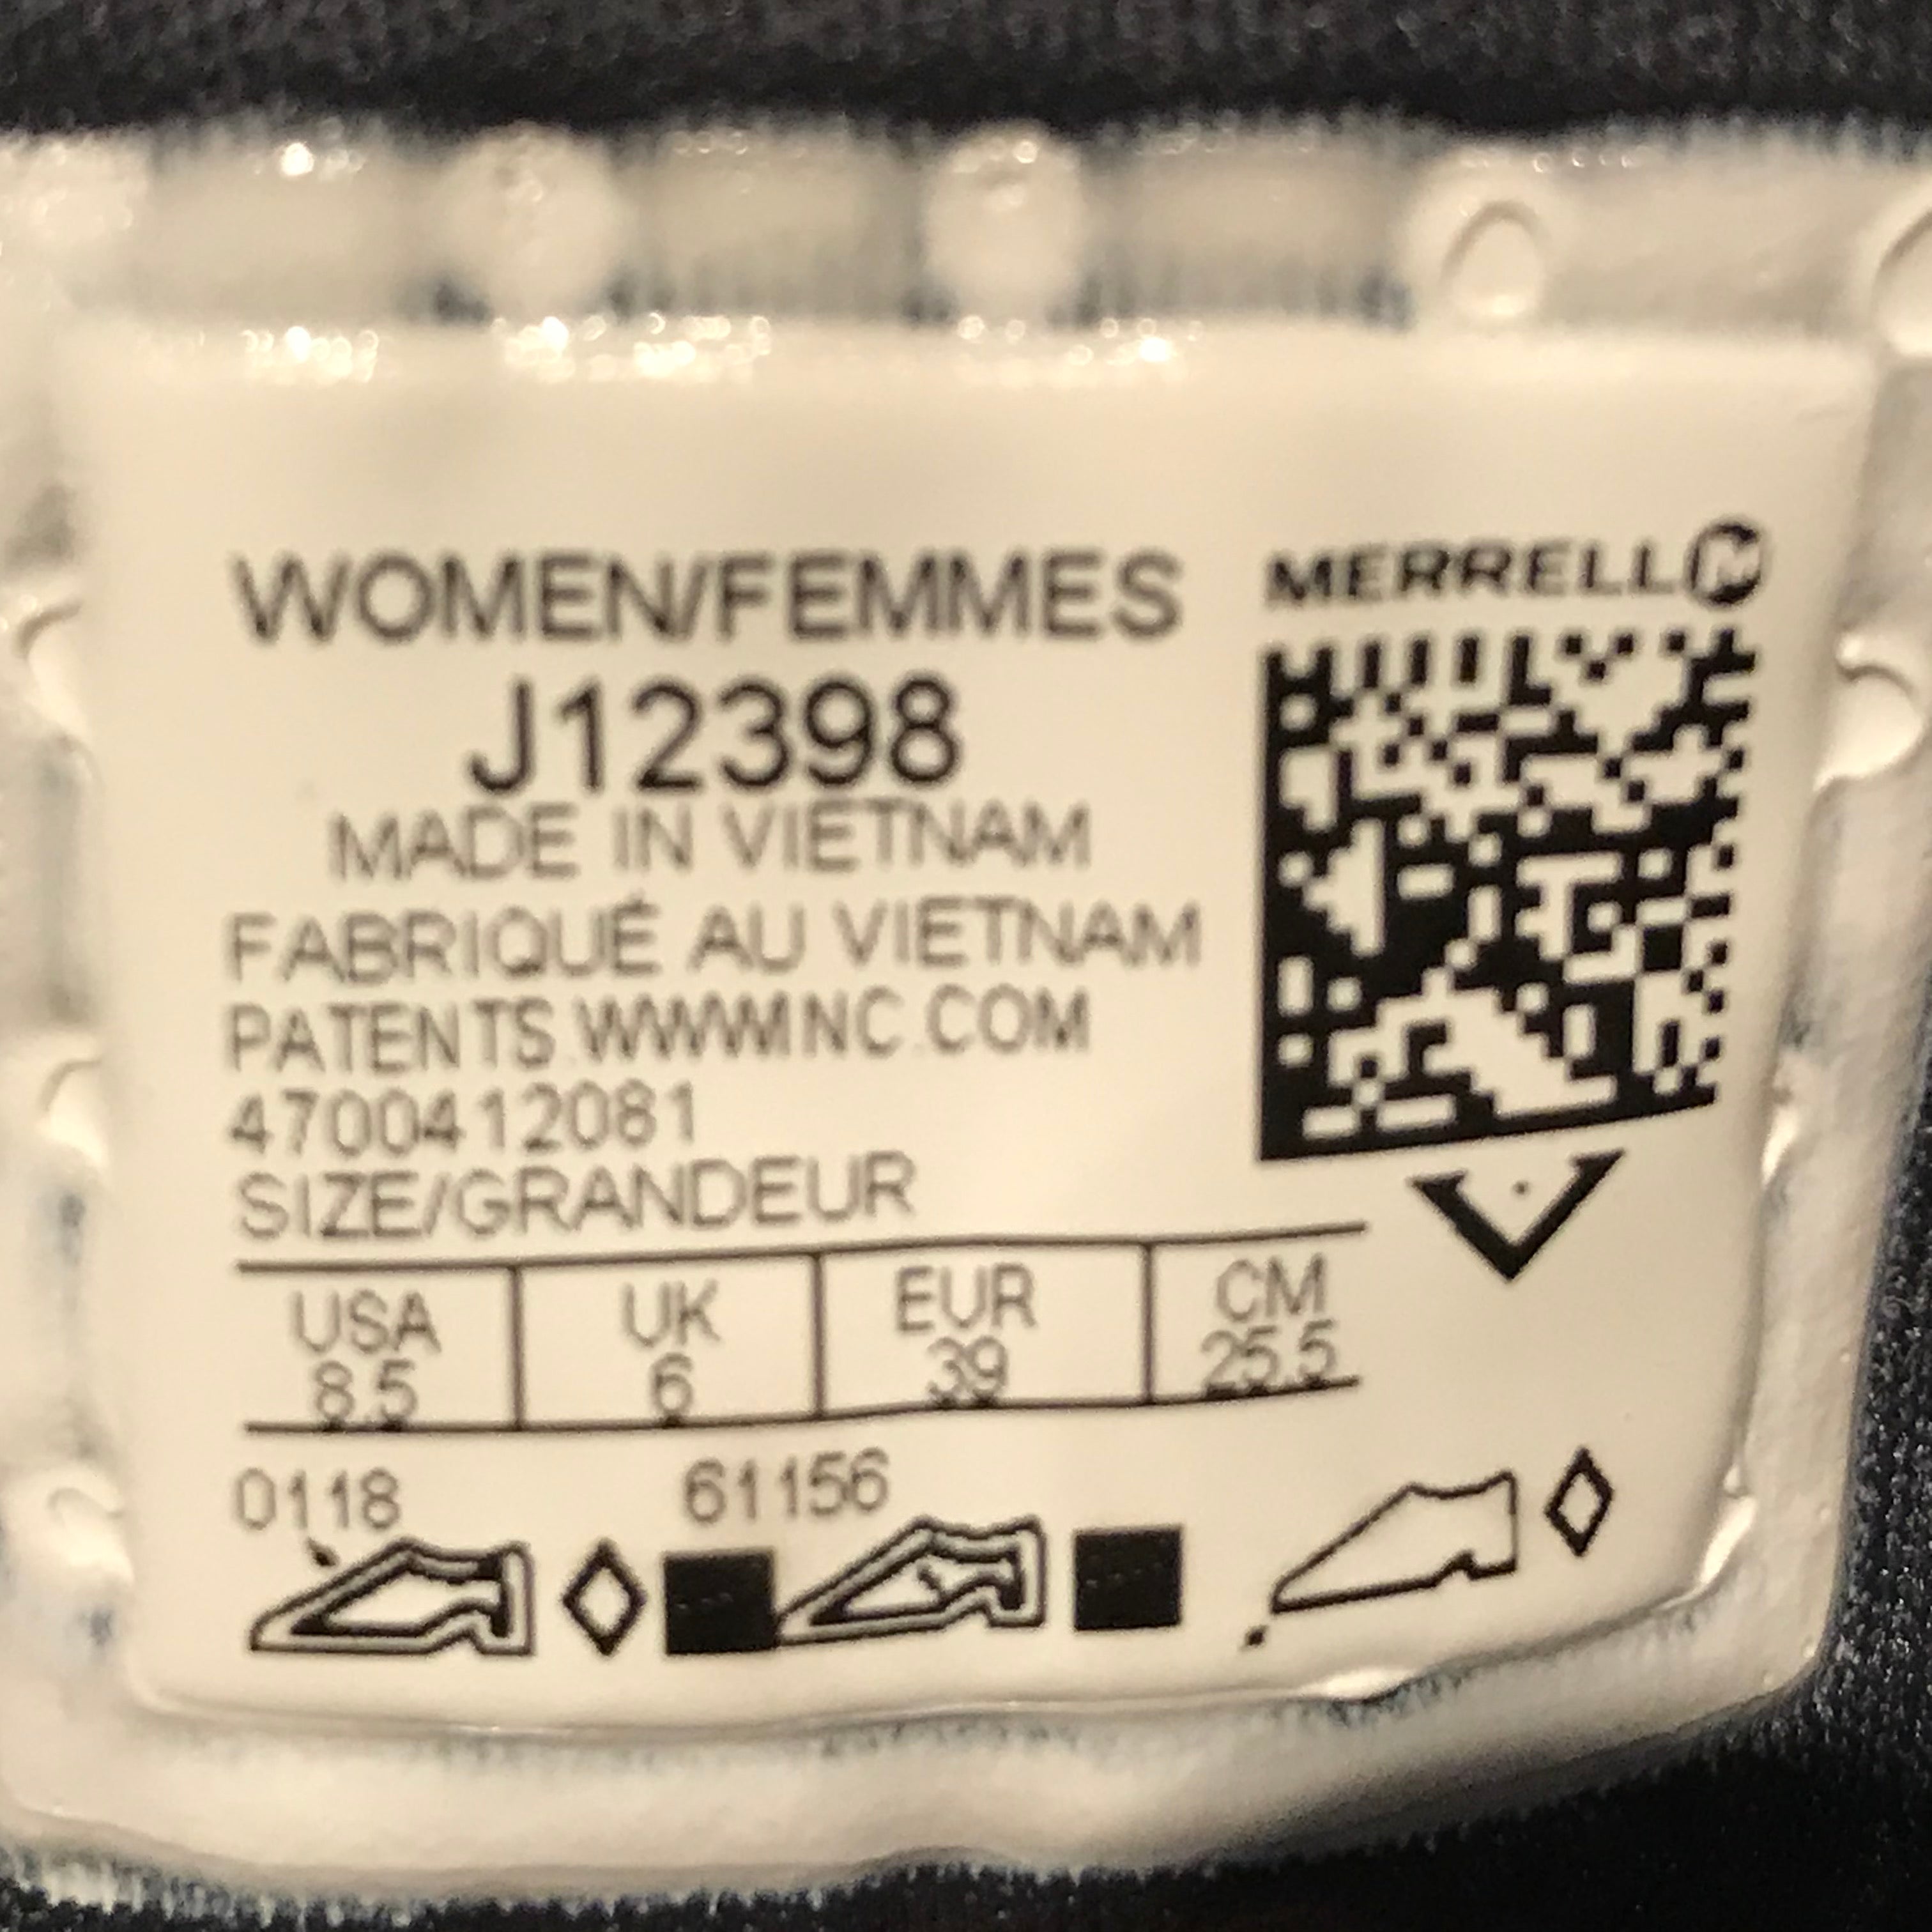 WOMEN/FEMMES
MERRELL
J12398
MADE IN VIETNAM
FABRIQUÉ AU VIETNAM
PATENTS.WWWMNC.COM
4700412081
SIZE/GRANDEUR
USA UK EUR CM
8.5 6 39 25.5
0118 61156